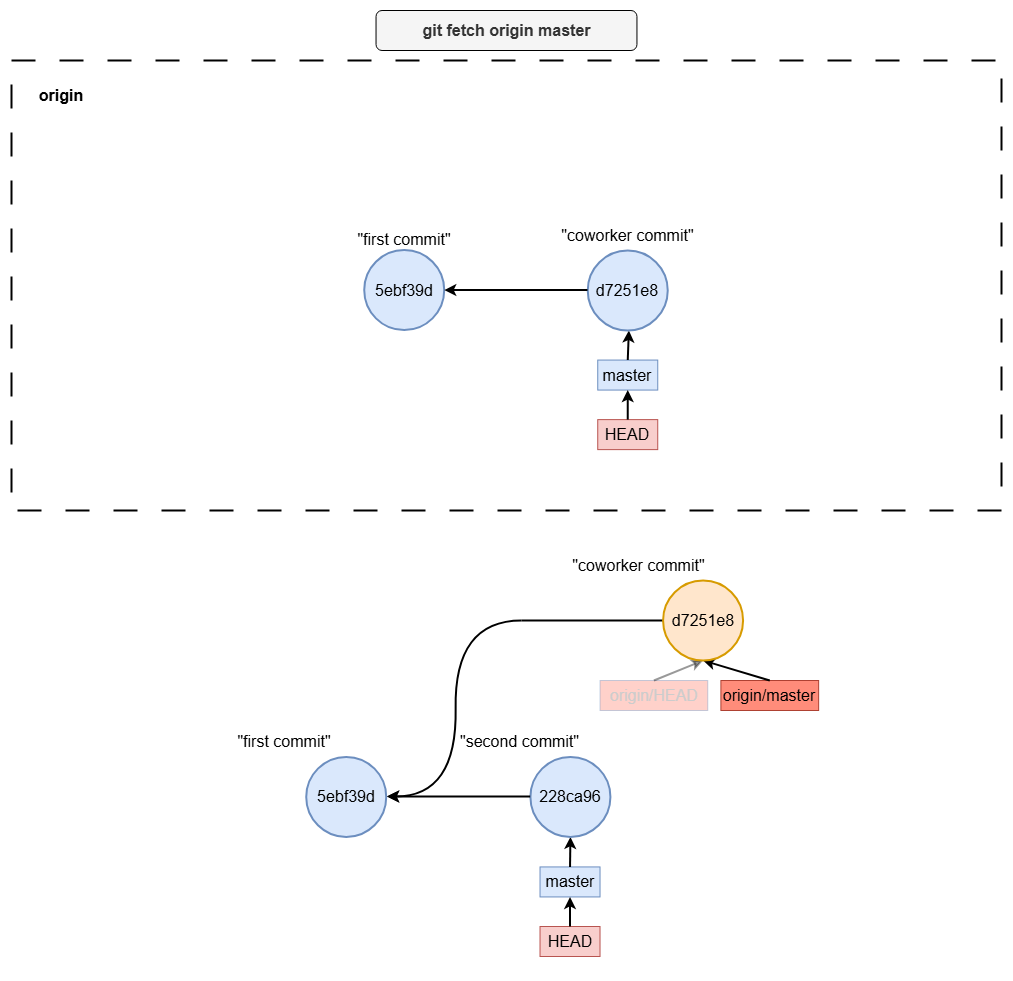 git fetch origin master
origin
"first commit"
"coworker commit"
5ebf39d
d7251e8
master
HEAD
"coworker commit"
d7251e8
origin/HEAD
origin/master
"first commit"
"second commit"
5ebf39d
228ca96
master
HEAD